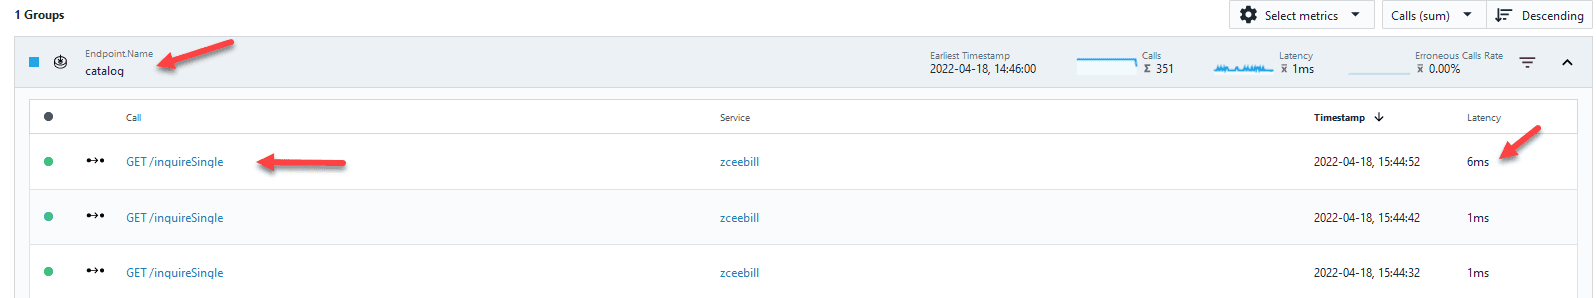 1 Groups
Select metrics
Calls (sum)
Descending
Endpoint.Name
catalog
Earliest Timestamp
2022-04-18, 14:46:00
Calls
Σ 351
Latency
x̅ 1ms
Erroneous Calls Rate
x̅ 0.00%
Call Service Timestamp Latency
GET /inquireSingle zceebill 2022-04-18, 15:44:52 6ms
GET /inquireSingle zceebill 2022-04-18, 15:44:42 1ms
GET /inquireSingle zceebill 2022-04-18, 15:44:32 1ms